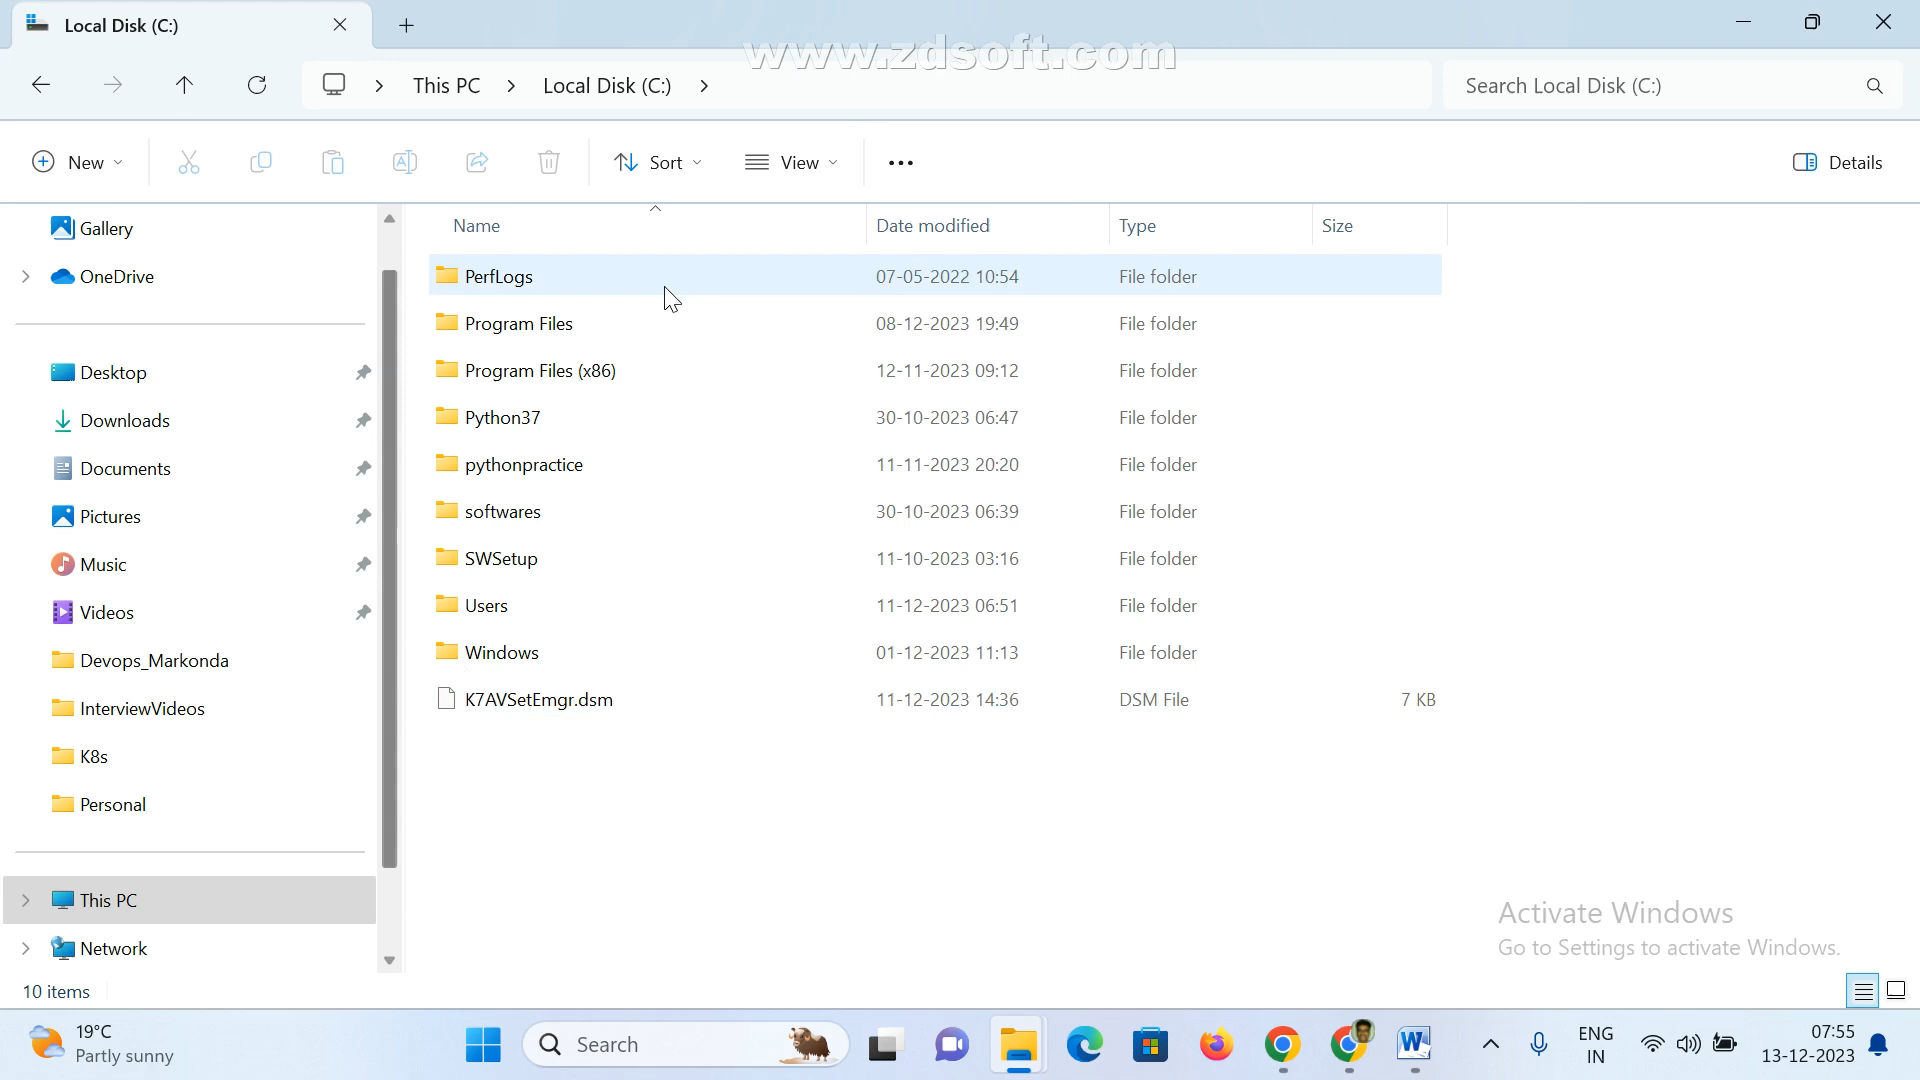 Local Disk (C:)
www.zdsoft.com
This PC
Local Disk (C:)
Search Local Disk (C:)
New
Sort
View
Details
Gallery
OneDrive
Desktop
Downloads
Documents
Pictures
Music
Videos
Devops_Markonda
InterviewVideos
K8s
Personal
This PC
Network
Name Date modified Type Size
PerfLogs 07-05-2022 10:54 File folder
Program Files 08-12-2023 19:49 File folder
Program Files (x86) 12-11-2023 09:12 File folder
Python37 30-10-2023 06:47 File folder
pythonpractice 11-11-2023 20:20 File folder
softwares 30-10-2023 06:39 File folder
SWSetup 11-10-2023 03:16 File folder
Users 11-12-2023 06:51 File folder
Windows 01-12-2023 11:13 File folder
K7AVSetEmgr.dsm 11-12-2023 14:36 DSM File 7 KB
Activate Windows
Go to Settings to activate Windows.
10 items
19°C
Partly sunny
Search
W
ENG
IN
07:55
13-12-2023